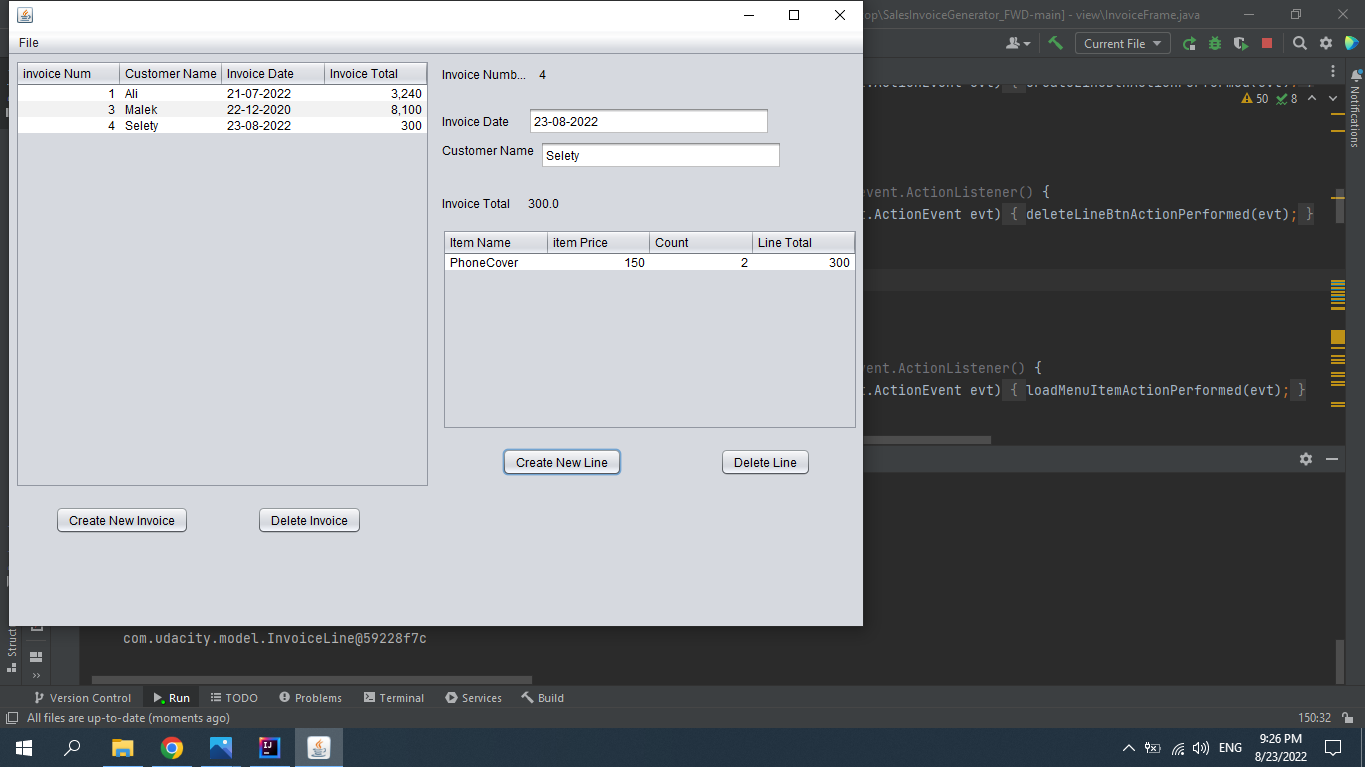 op\SalesInvoiceGenerator_FWD-main] - view\InvoiceFrame.java
File
Current File
invoice Num Customer Name Invoice Date Invoice Total
1 Ali 21-07-2022 3,240
3 Malek 22-12-2020 8,100
4 Selety 23-08-2022 300
Invoice Numb... 4
Invoice Date 23-08-2022
Customer Name Selety
Invoice Total 300.0
Item Name item Price Count Line Total
PhoneCover 150 2 300
Create New Line Delete Line
Create New Invoice Delete Invoice
50 8
Notifications
event.ActionListener() {
t.ActionEvent evt) { deleteLineBtnActionPerformed(evt); }
vent.ActionListener() {
t.ActionEvent evt) { loadMenuItemActionPerformed(evt); }
com.udacity.model.InvoiceLine@59228f7c
Struct
Version Control Run TODO Problems Terminal Services Build
All files are up-to-date (moments ago) 150:32
ENG 9:26 PM
8/23/2022